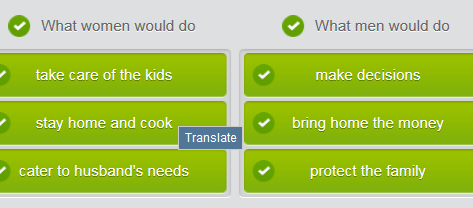 What women would do
take care of the kids
stay home and cook
cater to husband's needs
Translate
What men would do
make decisions
bring home the money
protect the family